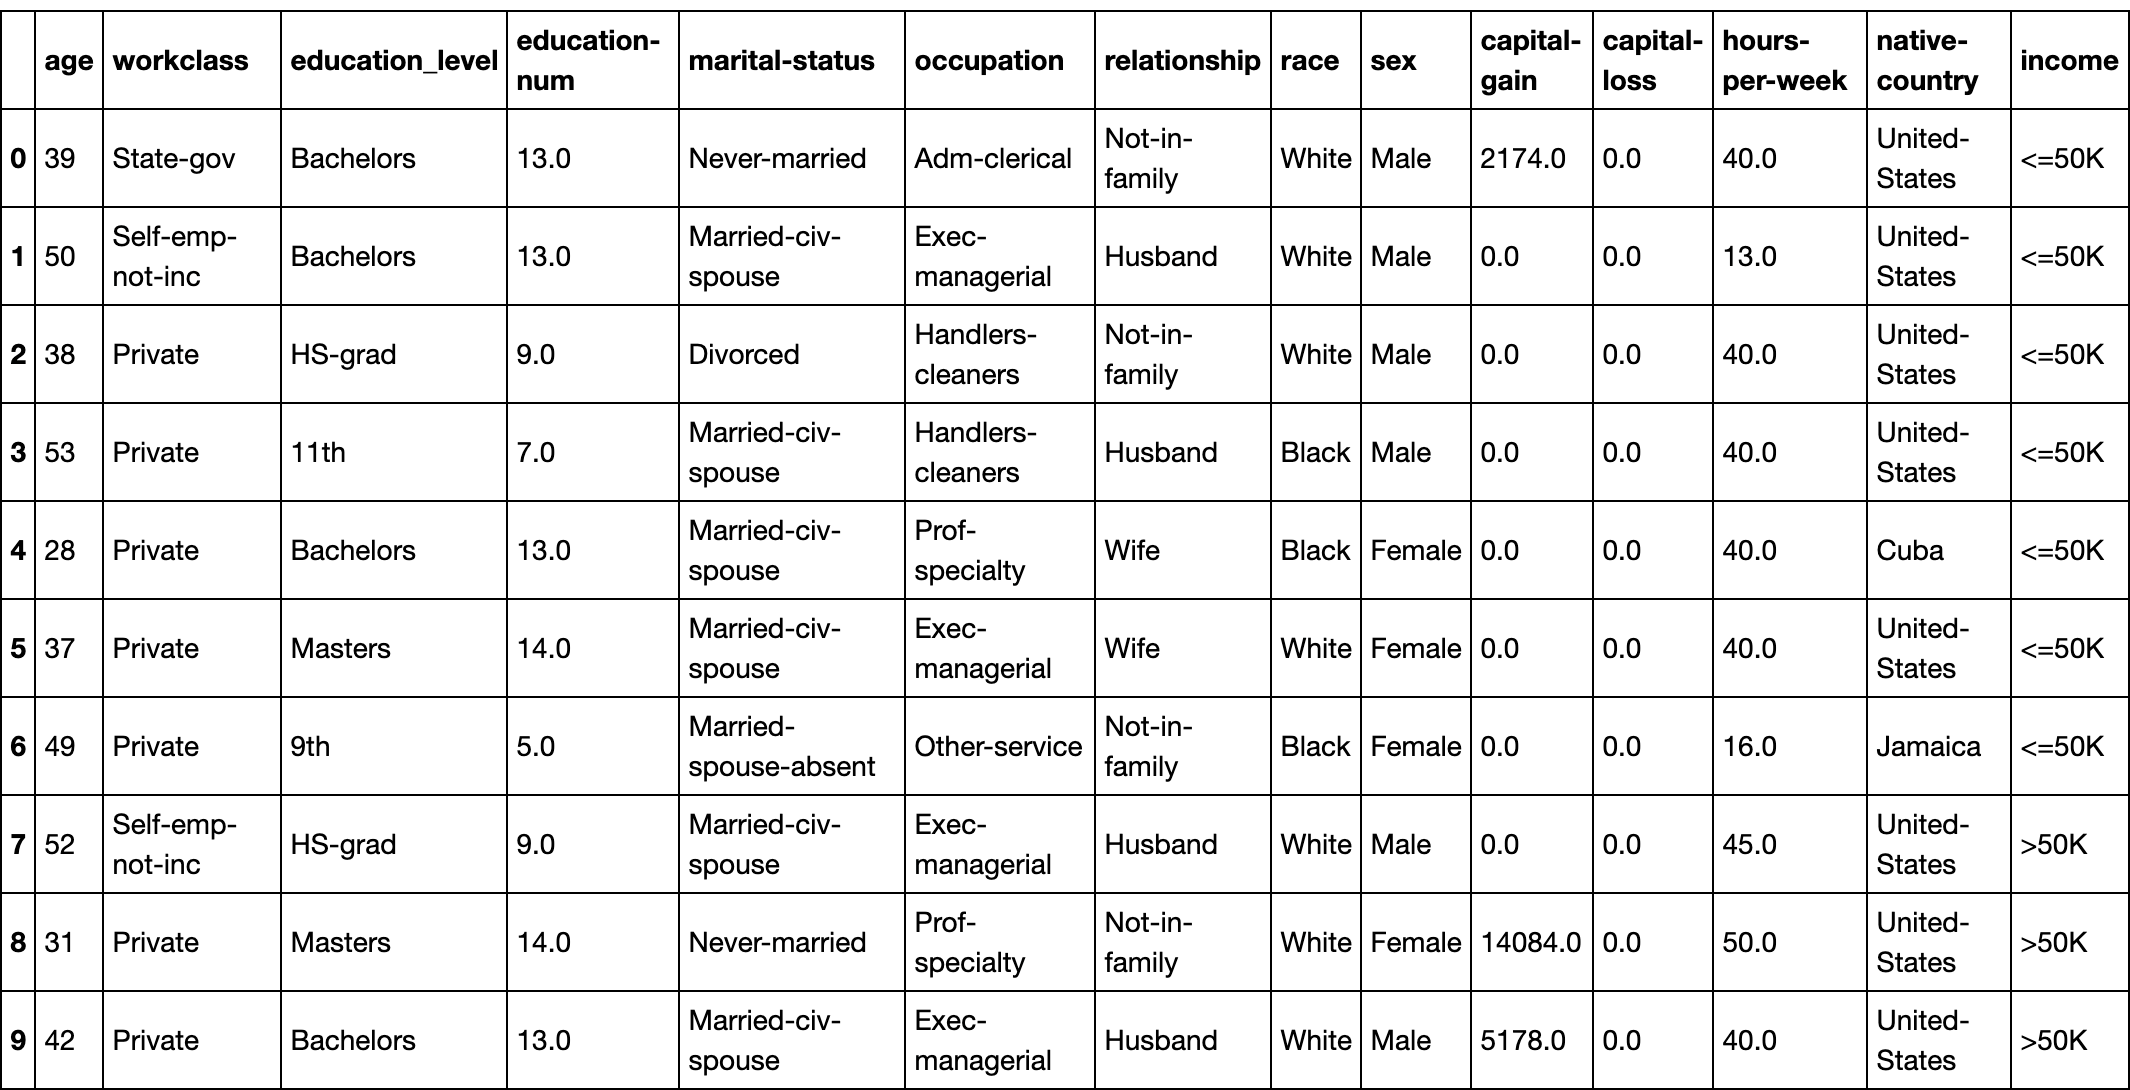 age workclass education_level education-num marital-status occupation relationship race sex capital-gain capital-loss hours-per-week native-country income
0 39 State-gov Bachelors 13.0 Never-married Adm-clerical Not-in-family White Male 2174.0 0.0 40.0 United-States <=50K
1 50 Self-emp-not-inc Bachelors 13.0 Married-civ-spouse Exec-managerial Husband White Male 0.0 0.0 13.0 United-States <=50K
2 38 Private HS-grad 9.0 Divorced Handlers-cleaners Not-in-family White Male 0.0 0.0 40.0 United-States <=50K
3 53 Private 11th 7.0 Married-civ-spouse Handlers-cleaners Husband Black Male 0.0 0.0 40.0 United-States <=50K
4 28 Private Bachelors 13.0 Married-civ-spouse Prof-specialty Wife Black Female 0.0 0.0 40.0 Cuba <=50K
5 37 Private Masters 14.0 Married-civ-spouse Exec-managerial Wife White Female 0.0 0.0 40.0 United-States <=50K
6 49 Private 9th 5.0 Married-spouse-absent Other-service Not-in-family Black Female 0.0 0.0 16.0 Jamaica <=50K
7 52 Self-emp-not-inc HS-grad 9.0 Married-civ-spouse Exec-managerial Husband White Male 0.0 0.0 45.0 United-States >50K
8 31 Private Masters 14.0 Never-married Prof-specialty Not-in-family White Female 14084.0 0.0 50.0 United-States >50K
9 42 Private Bachelors 13.0 Married-civ-spouse Exec-managerial Husband White Male 5178.0 0.0 40.0 United-States >50K